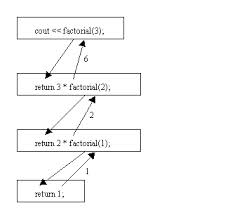 cout << factorial(3);
6
return 3 * factorial(2);
2
return 2 * factorial(1);
1
return 1;